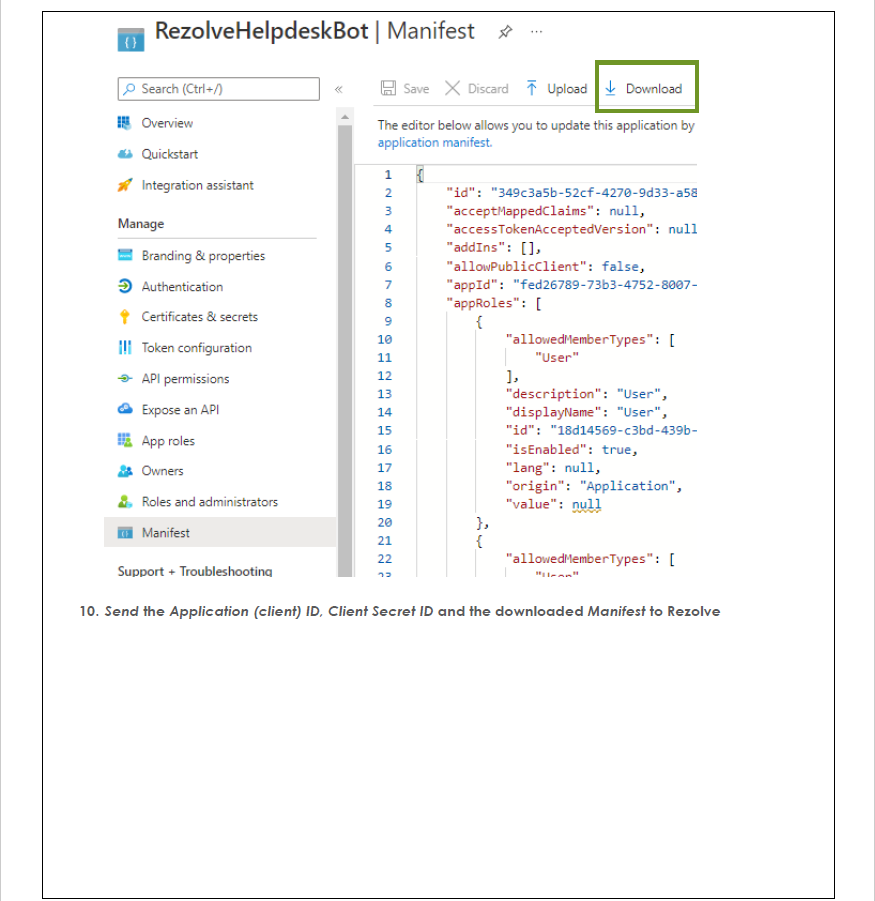 RezolveHelpdeskBot | Manifest
Search (Ctrl+/)
Save Discard Upload Download
Overview
Quickstart
Integration assistant
Manage
Branding & properties
Authentication
Certificates & secrets
Token configuration
API permissions
Expose an API
App roles
Owners
Roles and administrators
Manifest
Support + Troubleshooting
The editor below allows you to update this application by
application manifest.
1 {
2 "id": "349c3a5b-52cf-4270-9d33-a58
3 "acceptMappedClaims": null,
4 "accessTokenAcceptedVersion": null
5 "addIns": [],
6 "allowPublicClient": false,
7 "appId": "fed26789-73b3-4752-8007-
8 "appRoles": [
9 {
10 "allowedMemberTypes": [
11 "User"
12 ],
13 "description": "User",
14 "displayName": "User",
15 "id": "18d14569-c3bd-439b-
16 "isEnabled": true,
17 "lang": null,
18 "origin": "Application",
19 "value": null
20 },
21 {
22 "allowedMemberTypes": [
23 "User"
10. Send the Application (client) ID, Client Secret ID and the downloaded Manifest to Rezolve